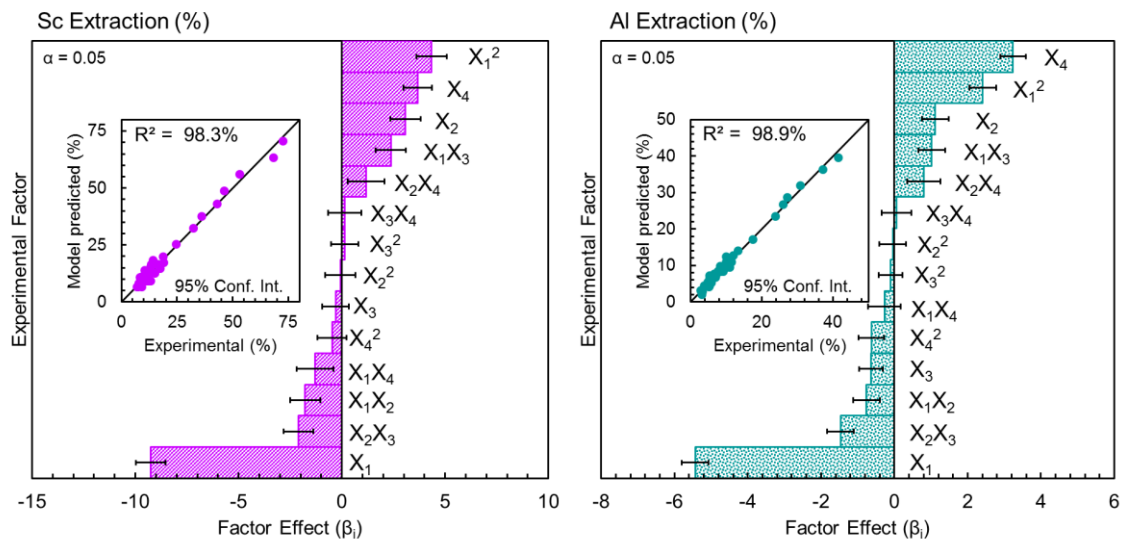 Sc Extraction (%)
α = 0.05
Experimental Factor
X₁²
X₄
X₂
X₁X₃
X₂X₄
X₃X₄
X₃²
X₂²
X₃
X₄²
X₁X₄
X₁X₂
X₂X₃
X₁
R² = 98.3%
95% Conf. Int.
Model predicted (%)
75
50
25
0
0 25 50 75
Experimental (%)
-15 -10 -5 0 5 10
Factor Effect (βᵢ)
Al Extraction (%)
α = 0.05
Experimental Factor
X₄
X₁²
X₂
X₁X₃
X₂X₄
X₃X₄
X₂²
X₃²
X₁X₄
X₄²
X₃
X₁X₂
X₂X₃
X₁
R² = 98.9%
95% Conf. Int.
Model predicted (%)
50
40
30
20
10
0
0 20 40
Experimental (%)
-8 -6 -4 -2 0 2 4 6
Factor Effect (βᵢ)